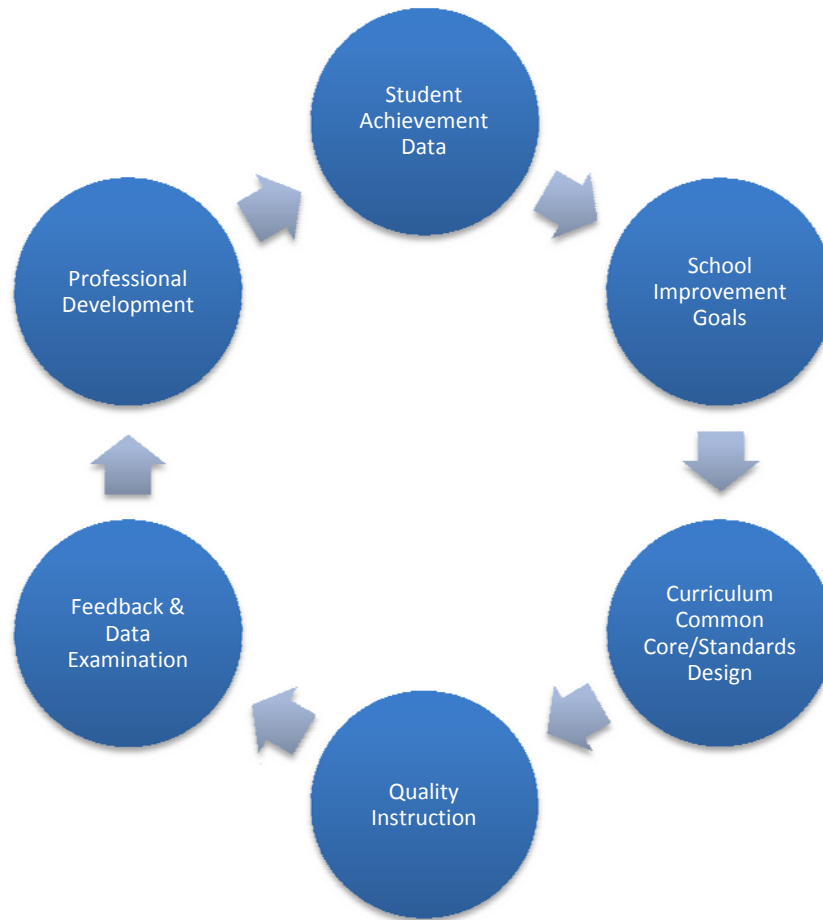 Student
Achievement
Data
School
Improvement
Goals
Curriculum
Common
Core/Standards
Design
Quality
Instruction
Feedback &
Data
Examination
Professional
Development